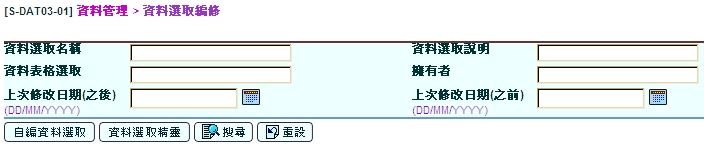 [S-DAT03-01] 資料管理 > 資料選取編修
資料選取名稱 資料選取說明
資料表格選取 擁有者
上次修改日期(之後) 上次修改日期(之前)
(DD/MM/YYYY) (DD/MM/YYYY)
自編資料選取 資料選取精靈 搜尋 重設